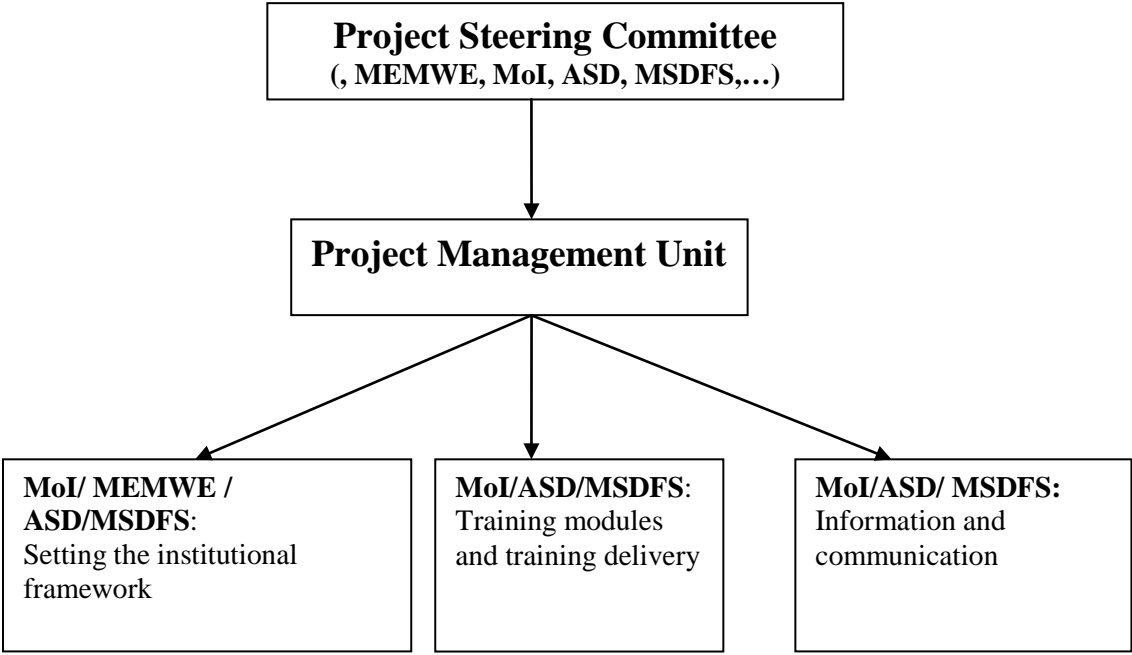 Project Steering Committee
(, MEMWE, MoI, ASD, MSDFS,…)
Project Management Unit
MoI/ MEMWE /
ASD/MSDFS:
Setting the institutional
framework
MoI/ASD/MSDFS:
Training modules
and training delivery
MoI/ASD/ MSDFS:
Information and
communication